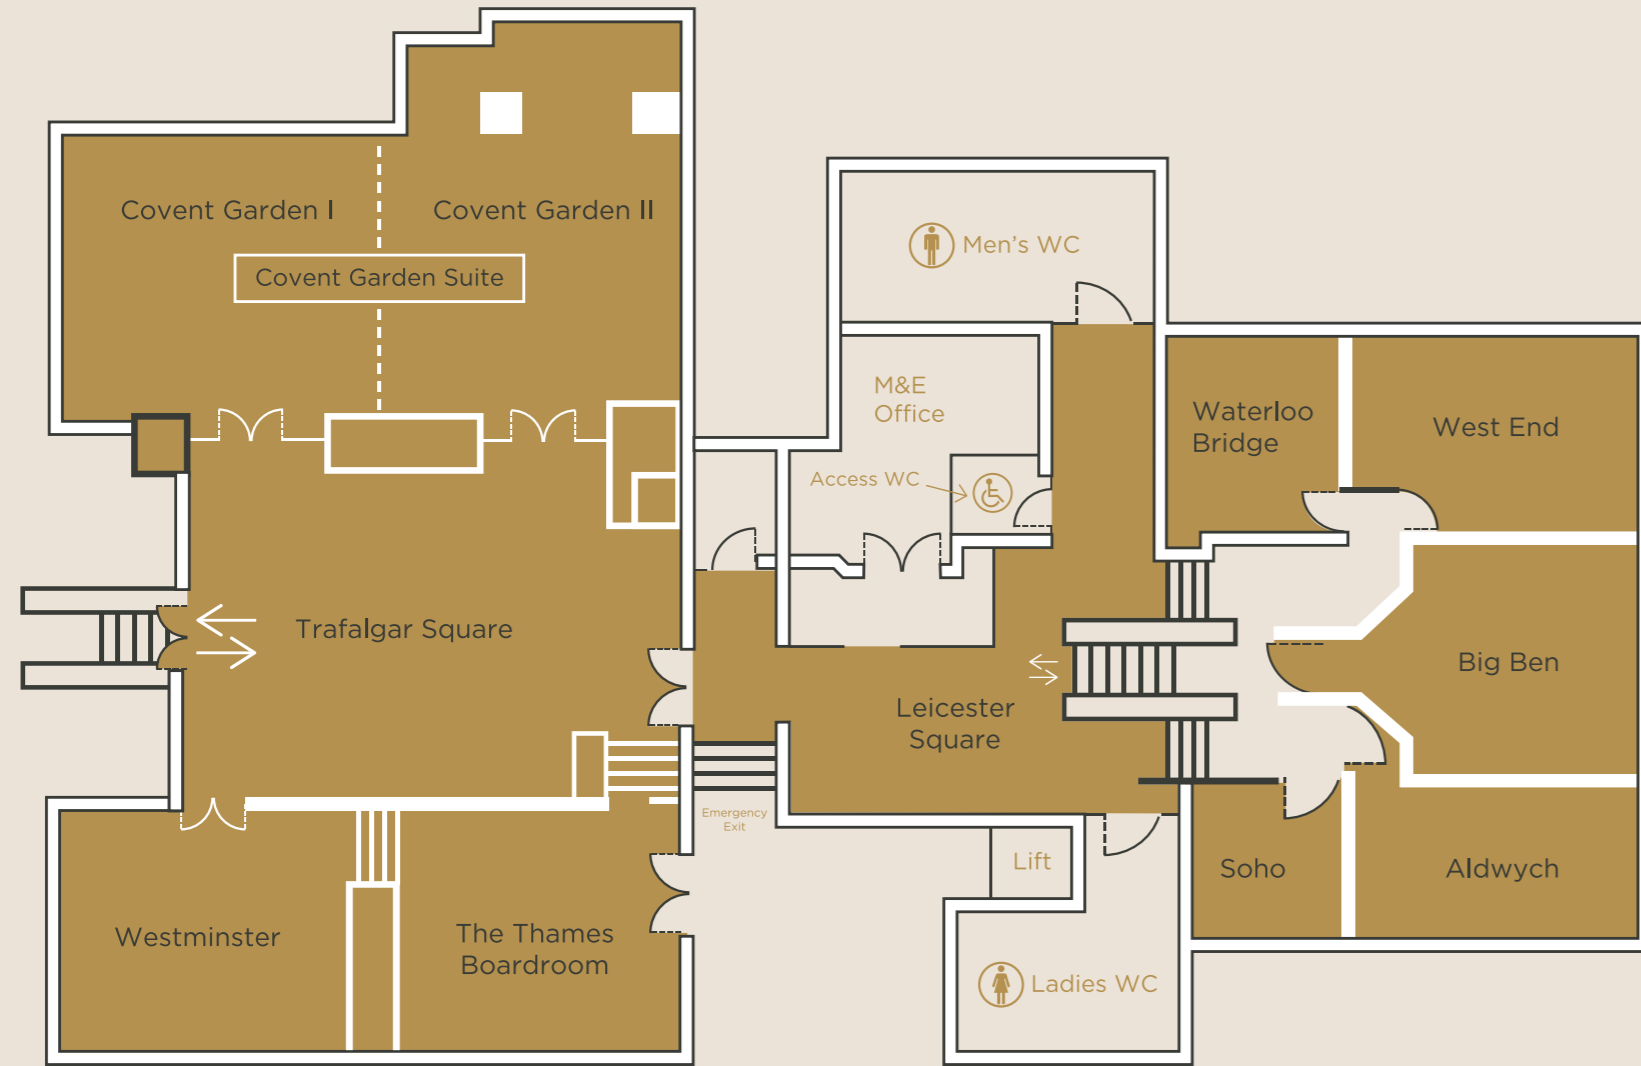 Covent Garden I
Covent Garden II
Covent Garden Suite
Men's WC
M&E
Office
Access WC
Waterloo
Bridge
West End
Trafalgar Square
Big Ben
Leicester
Square
Emergency
Exit
Lift
Soho
Aldwych
Westminster
The Thames
Boardroom
Ladies WC